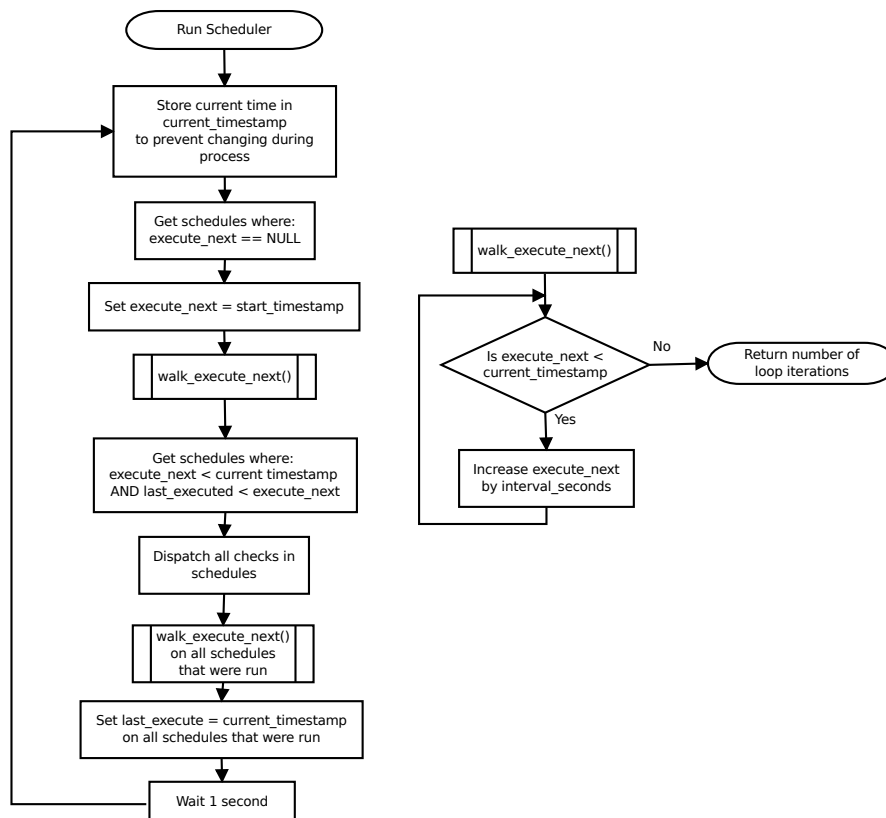 Run Scheduler
Store current time in
current_timestamp
to prevent changing during
process
Get schedules where:
execute_next == NULL
Set execute_next = start_timestamp
walk_execute_next()
Get schedules where:
execute_next < current timestamp
AND last_executed < execute_next
Dispatch all checks in
schedules
walk_execute_next()
on all schedules
that were run
Set last_execute = current_timestamp
on all schedules that were run
Wait 1 second
walk_execute_next()
Is execute_next <
current_timestamp
No
Return number of
loop iterations
Yes
Increase execute_next
by interval_seconds